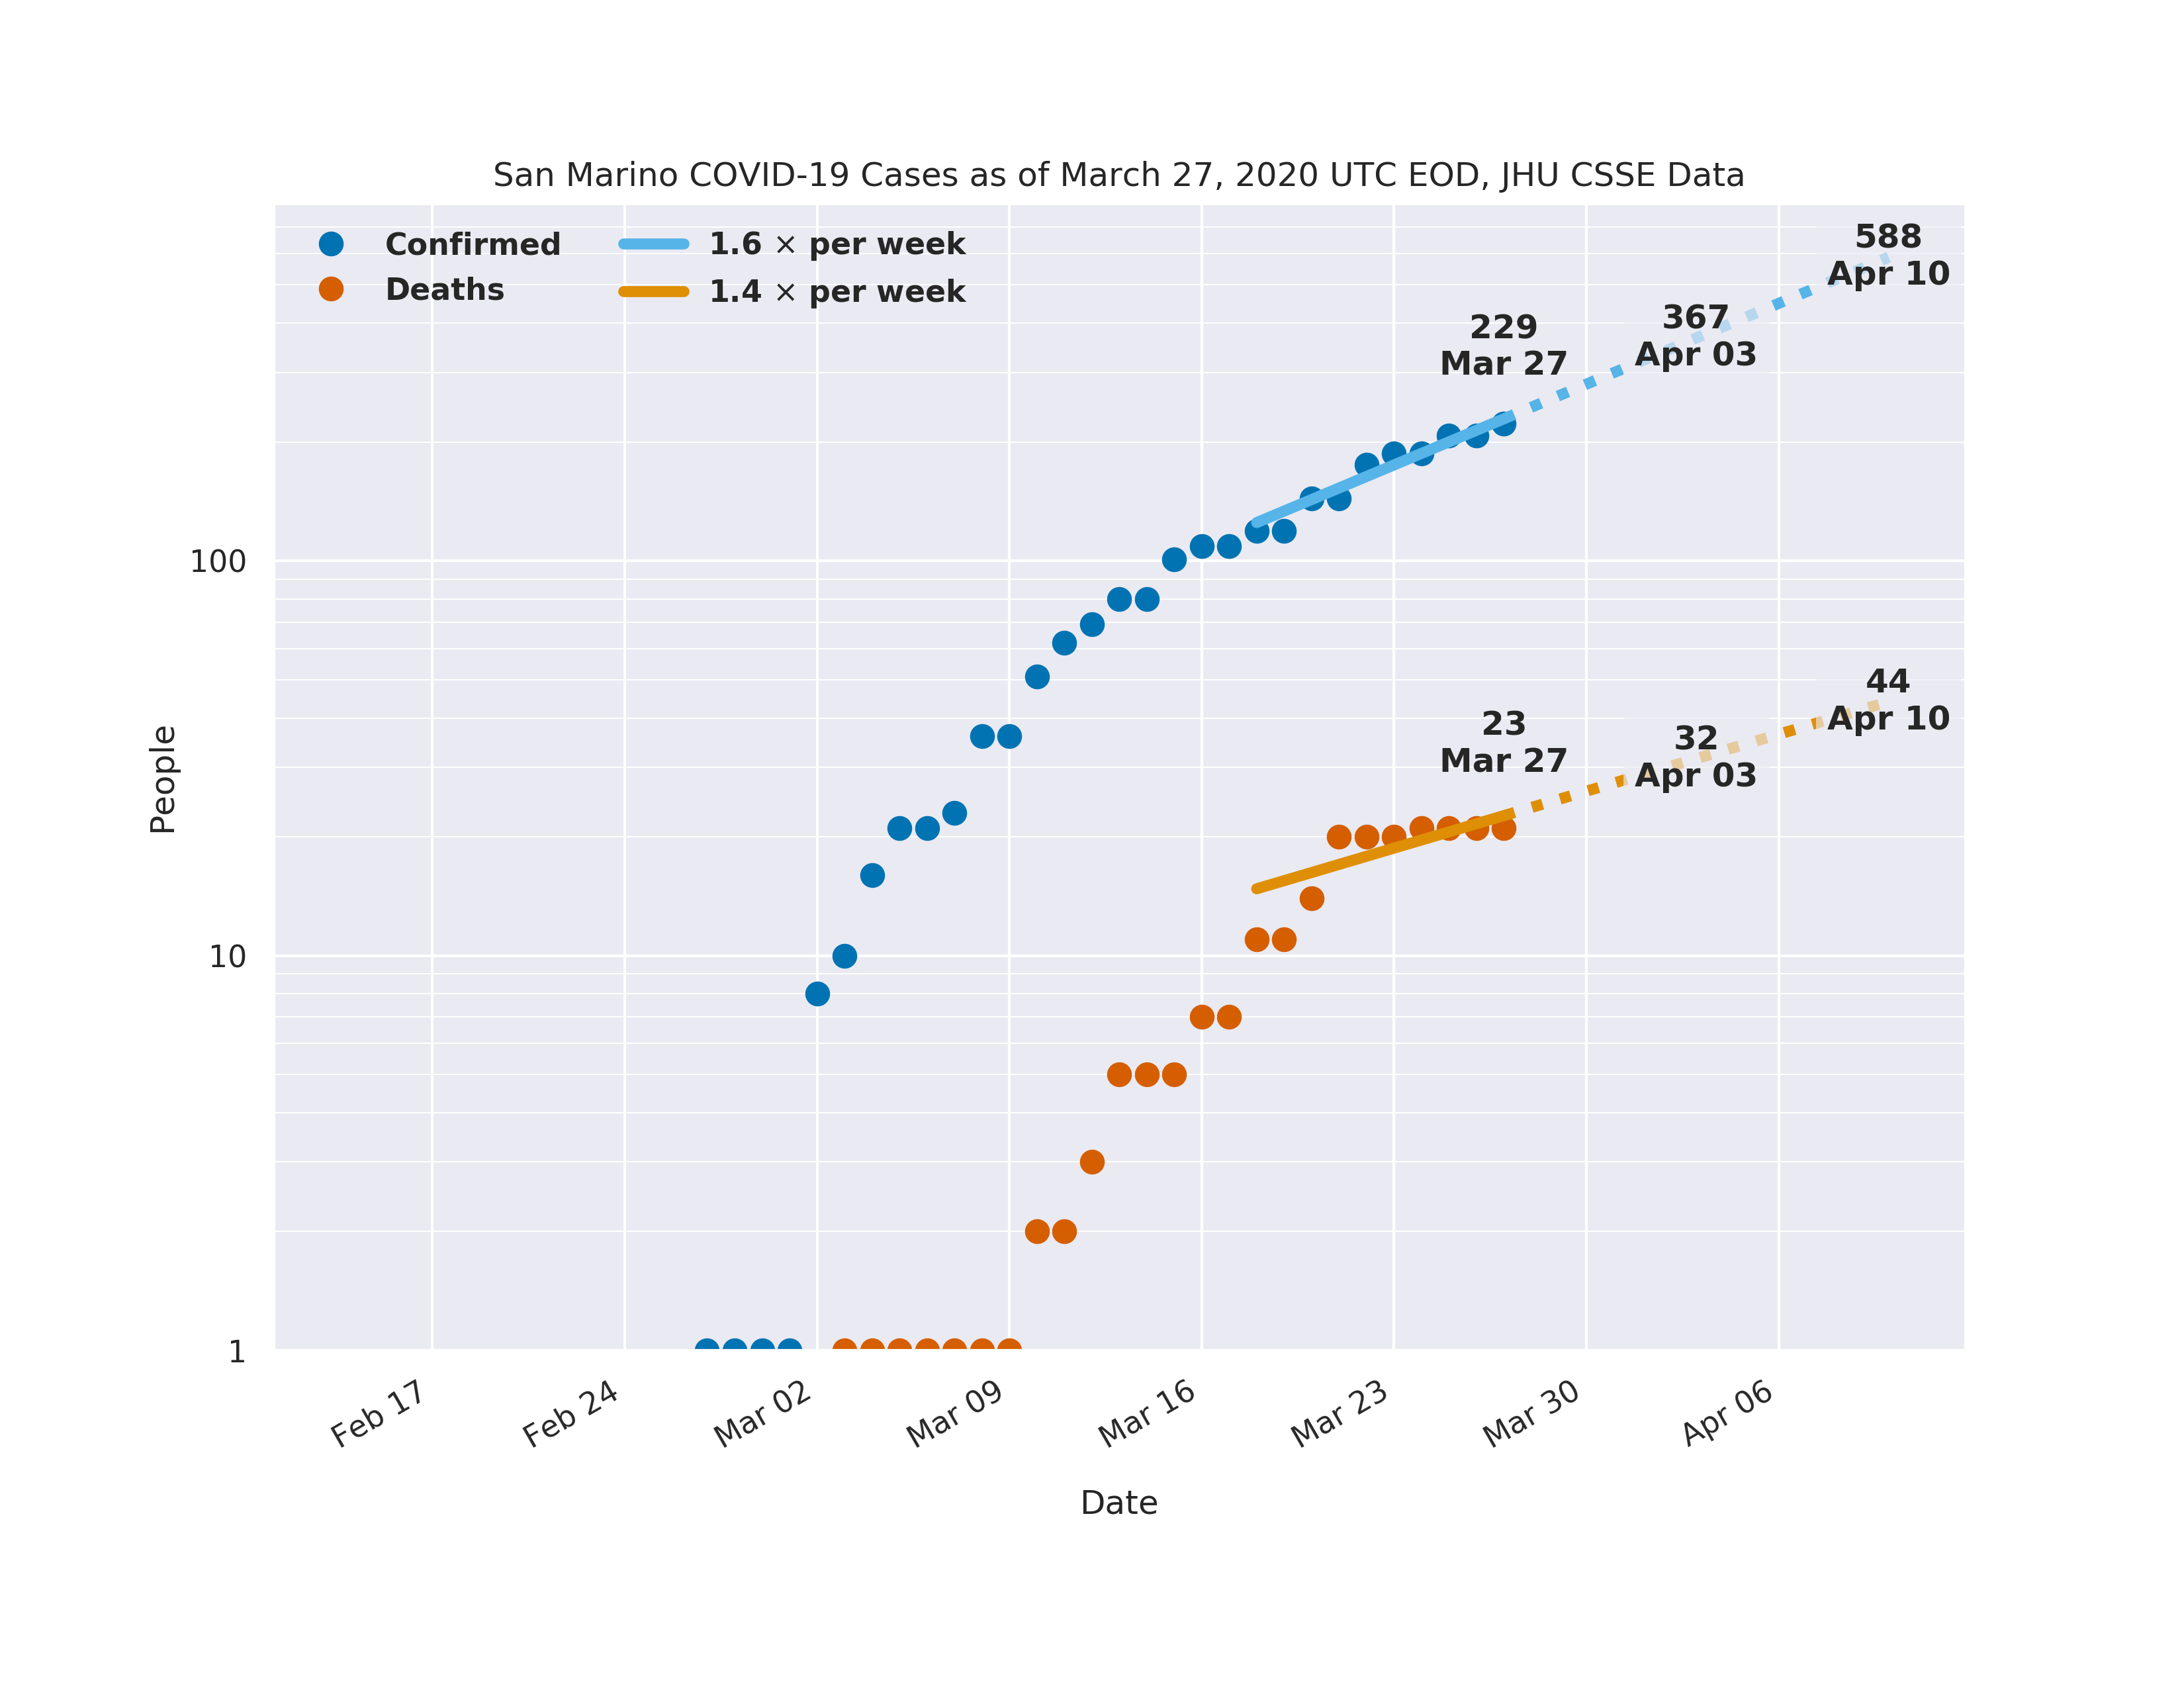 San Marino COVID-19 Cases as of March 27, 2020 UTC EOD, JHU CSSE Data
Confirmed
Deaths
1.6 × per week
1.4 × per week
588
Apr 10
367
Apr 03
229
Mar 27
44
Apr 10
32
Apr 03
23
Mar 27
People
100
10
1
Feb 17
Feb 24
Mar 02
Mar 09
Mar 16
Mar 23
Mar 30
Apr 06
Date